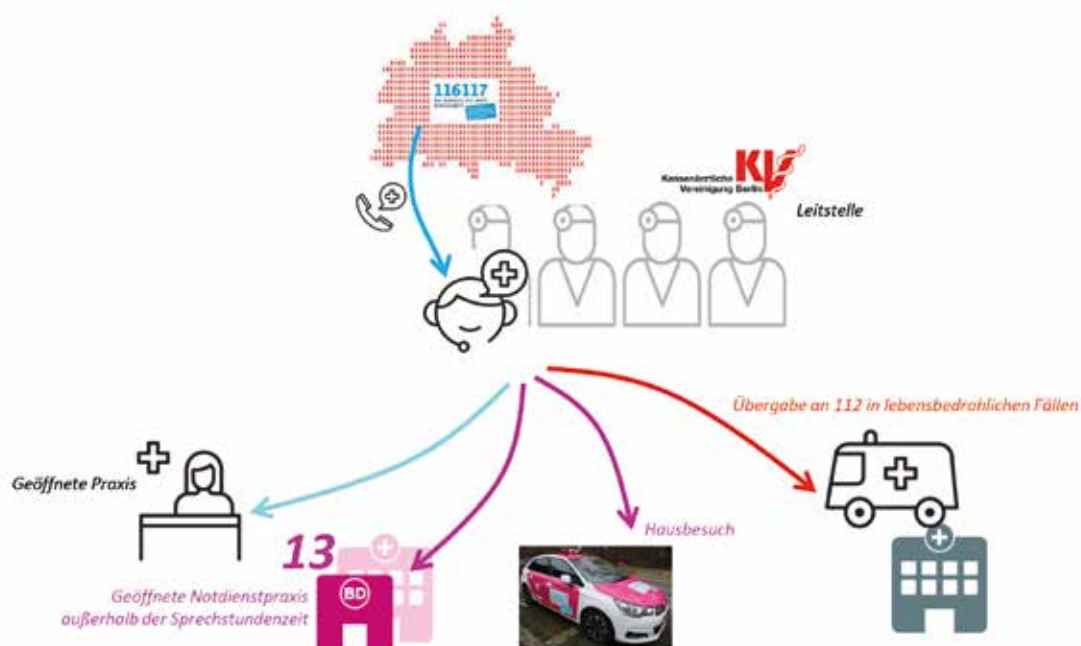 116117
KV
Kassenärztliche
Vereinigung Berlin
Leitstelle
Übergabe an 112 in lebensbedrohlichen Fällen
Geöffnete Praxis
Hausbesuch
13
BD
Geöffnete Notdienstpraxis
außerhalb der Sprechstundenzeit